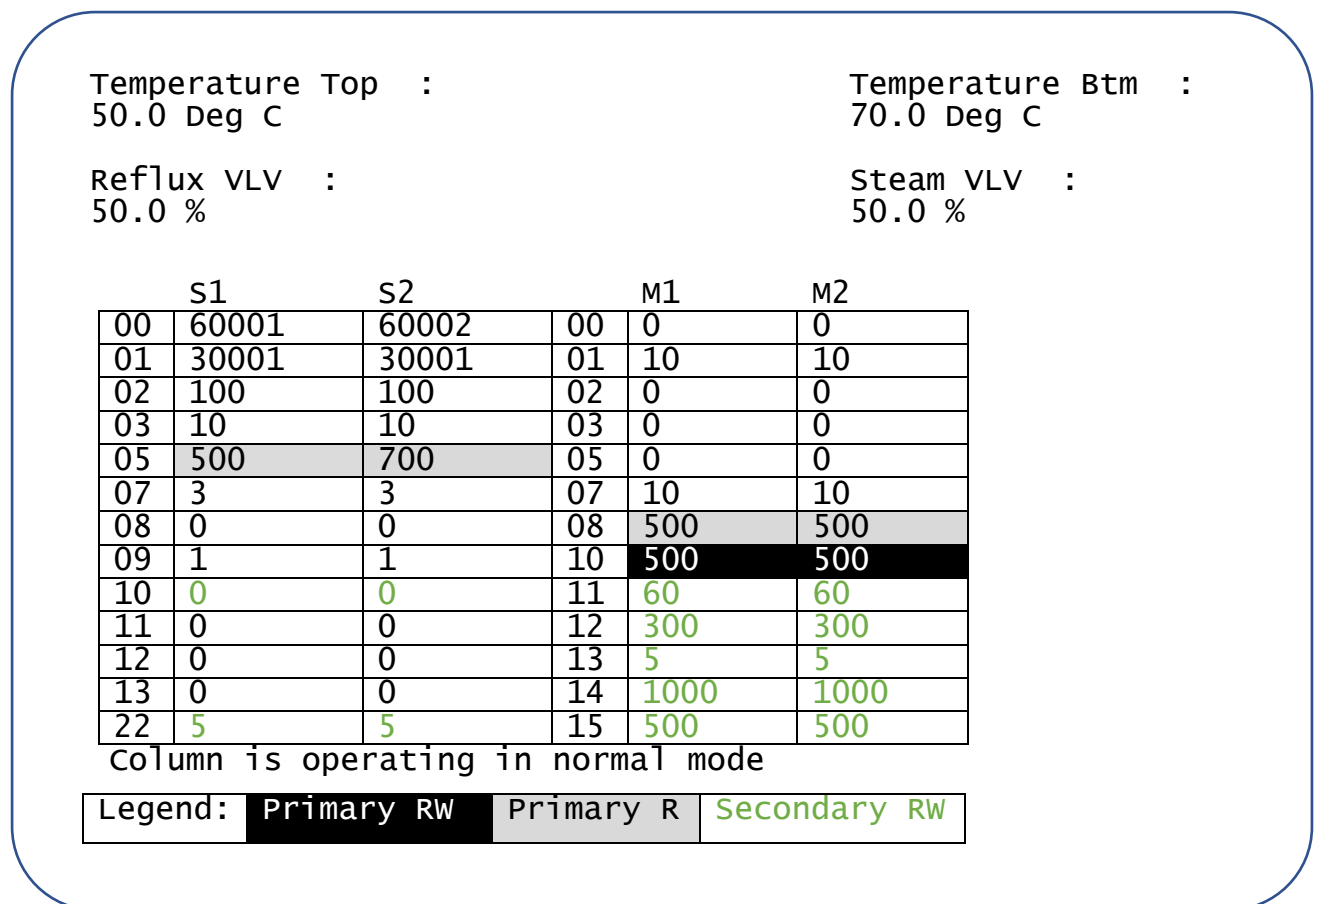 Temperature Top  :    Temperature Btm  :
50.0 Deg C    70.0 Deg C
Reflux VLV  :    Steam VLV  :
50.0 %    50.0 %
S1 S2 M1 M2
00 60001 60002 00 0 0
01 30001 30001 01 10 10
02 100 100 02 0 0
03 10 10 03 0 0
05 500 700 05 0 0
07 3 3 07 10 10
08 0 0 08 500 500
09 1 1 10 500 500
10 0 0 11 60 60
11 0 0 12 300 300
12 0 0 13 5 5
13 0 0 14 1000 1000
22 5 5 15 500 500
Column is operating in normal mode
Legend: Primary RW Primary R Secondary RW